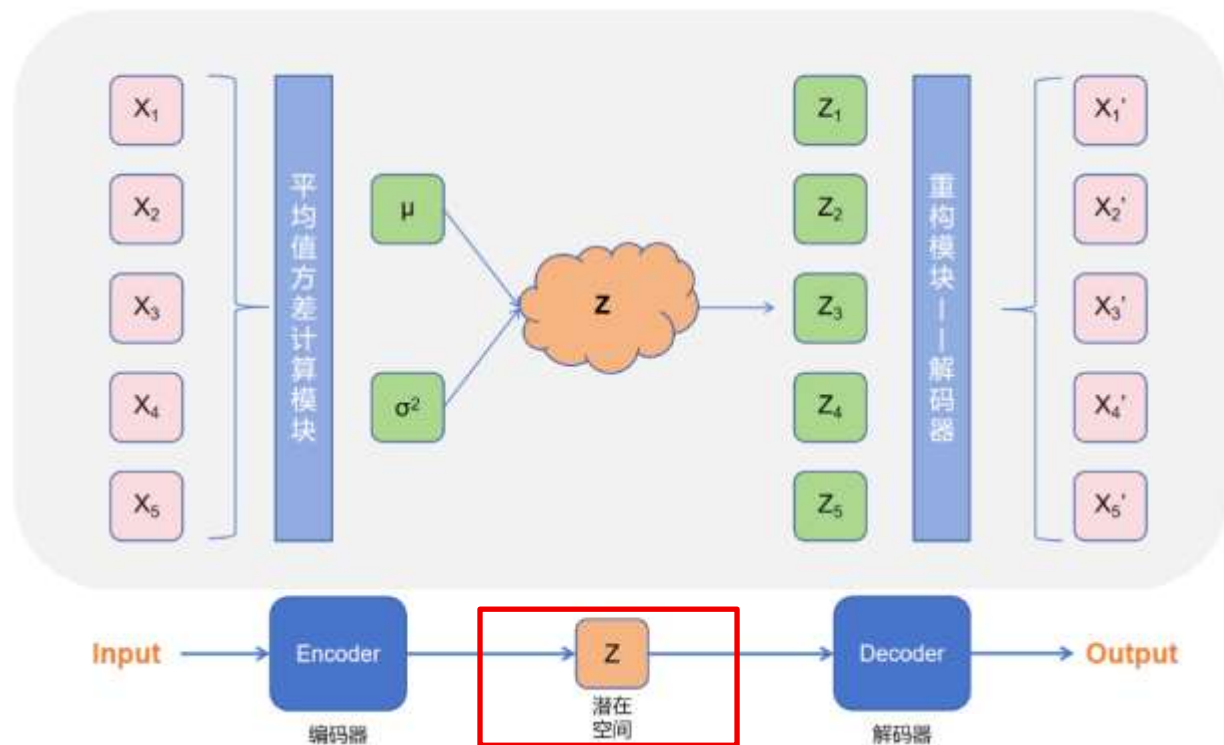 X₁
X₂
X₃
X₄
X₅
平均值方差计算模块
μ
σ²
Z
Z₁
Z₂
Z₃
Z₄
Z₅
重构模块——解码器
X₁'
X₂'
X₃'
X₄'
X₅'
Input
Encoder
编码器
Z
潜在
空间
Decoder
解码器
Output